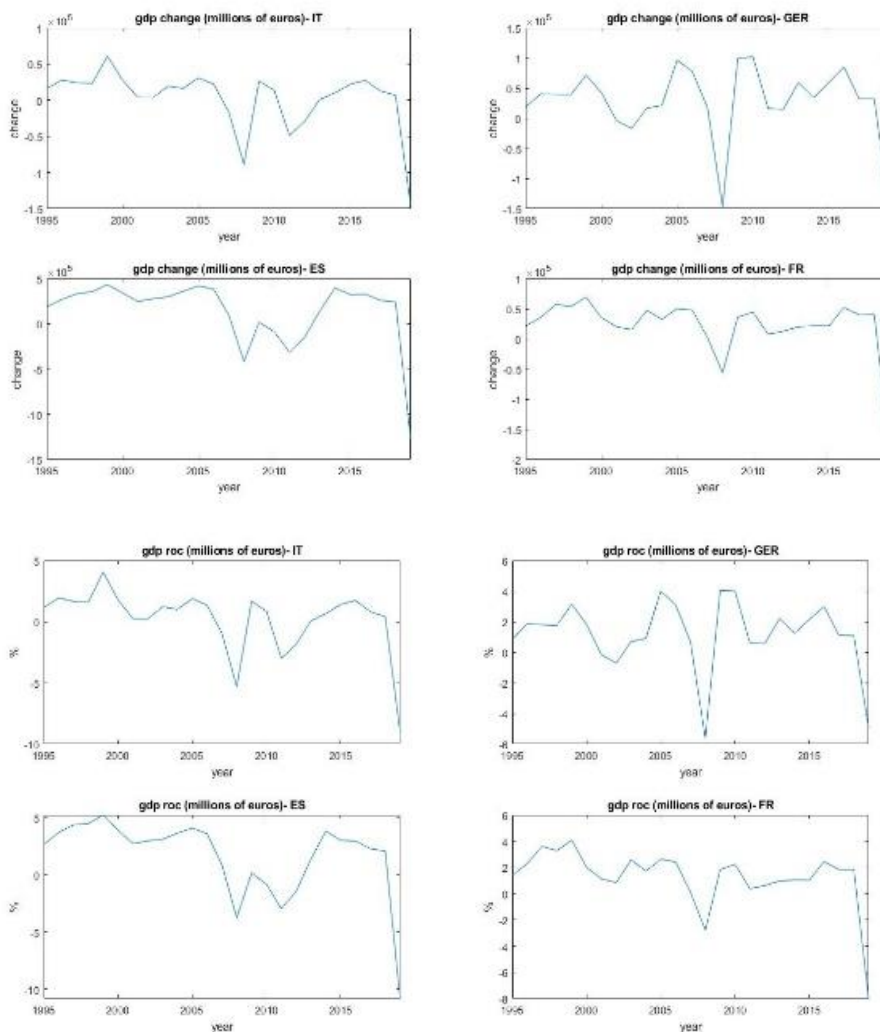 gdp change (millions of euros)- IT
× 10^5
1
0.5
0
-0.5
-1
-1.5
change
1995 2000 2005 2010 2015
year
gdp change (millions of euros)- GER
× 10^5
1.5
1
0.5
0
-0.5
-1
-1.5
change
1995 2000 2005 2010 2015
year
gdp change (millions of euros)- ES
× 10^5
5
0
-5
-10
-15
change
1995 2000 2005 2010 2015
year
gdp change (millions of euros)- FR
× 10^5
1
0.5
0
-0.5
-1
-1.5
-2
change
1995 2000 2005 2010 2015
year
gdp roc (millions of euros)- IT
5
0
-5
-10
%
1995 2000 2005 2010 2015
year
gdp roc (millions of euros)- GER
6
4
2
0
-2
-4
-6
%
1995 2000 2005 2010 2015
year
gdp roc (millions of euros)- ES
5
0
-5
-10
%
1995 2000 2005 2010 2015
year
gdp roc (millions of euros)- FR
6
4
2
0
-2
-4
-6
-8
%
1995 2000 2005 2010 2015
year